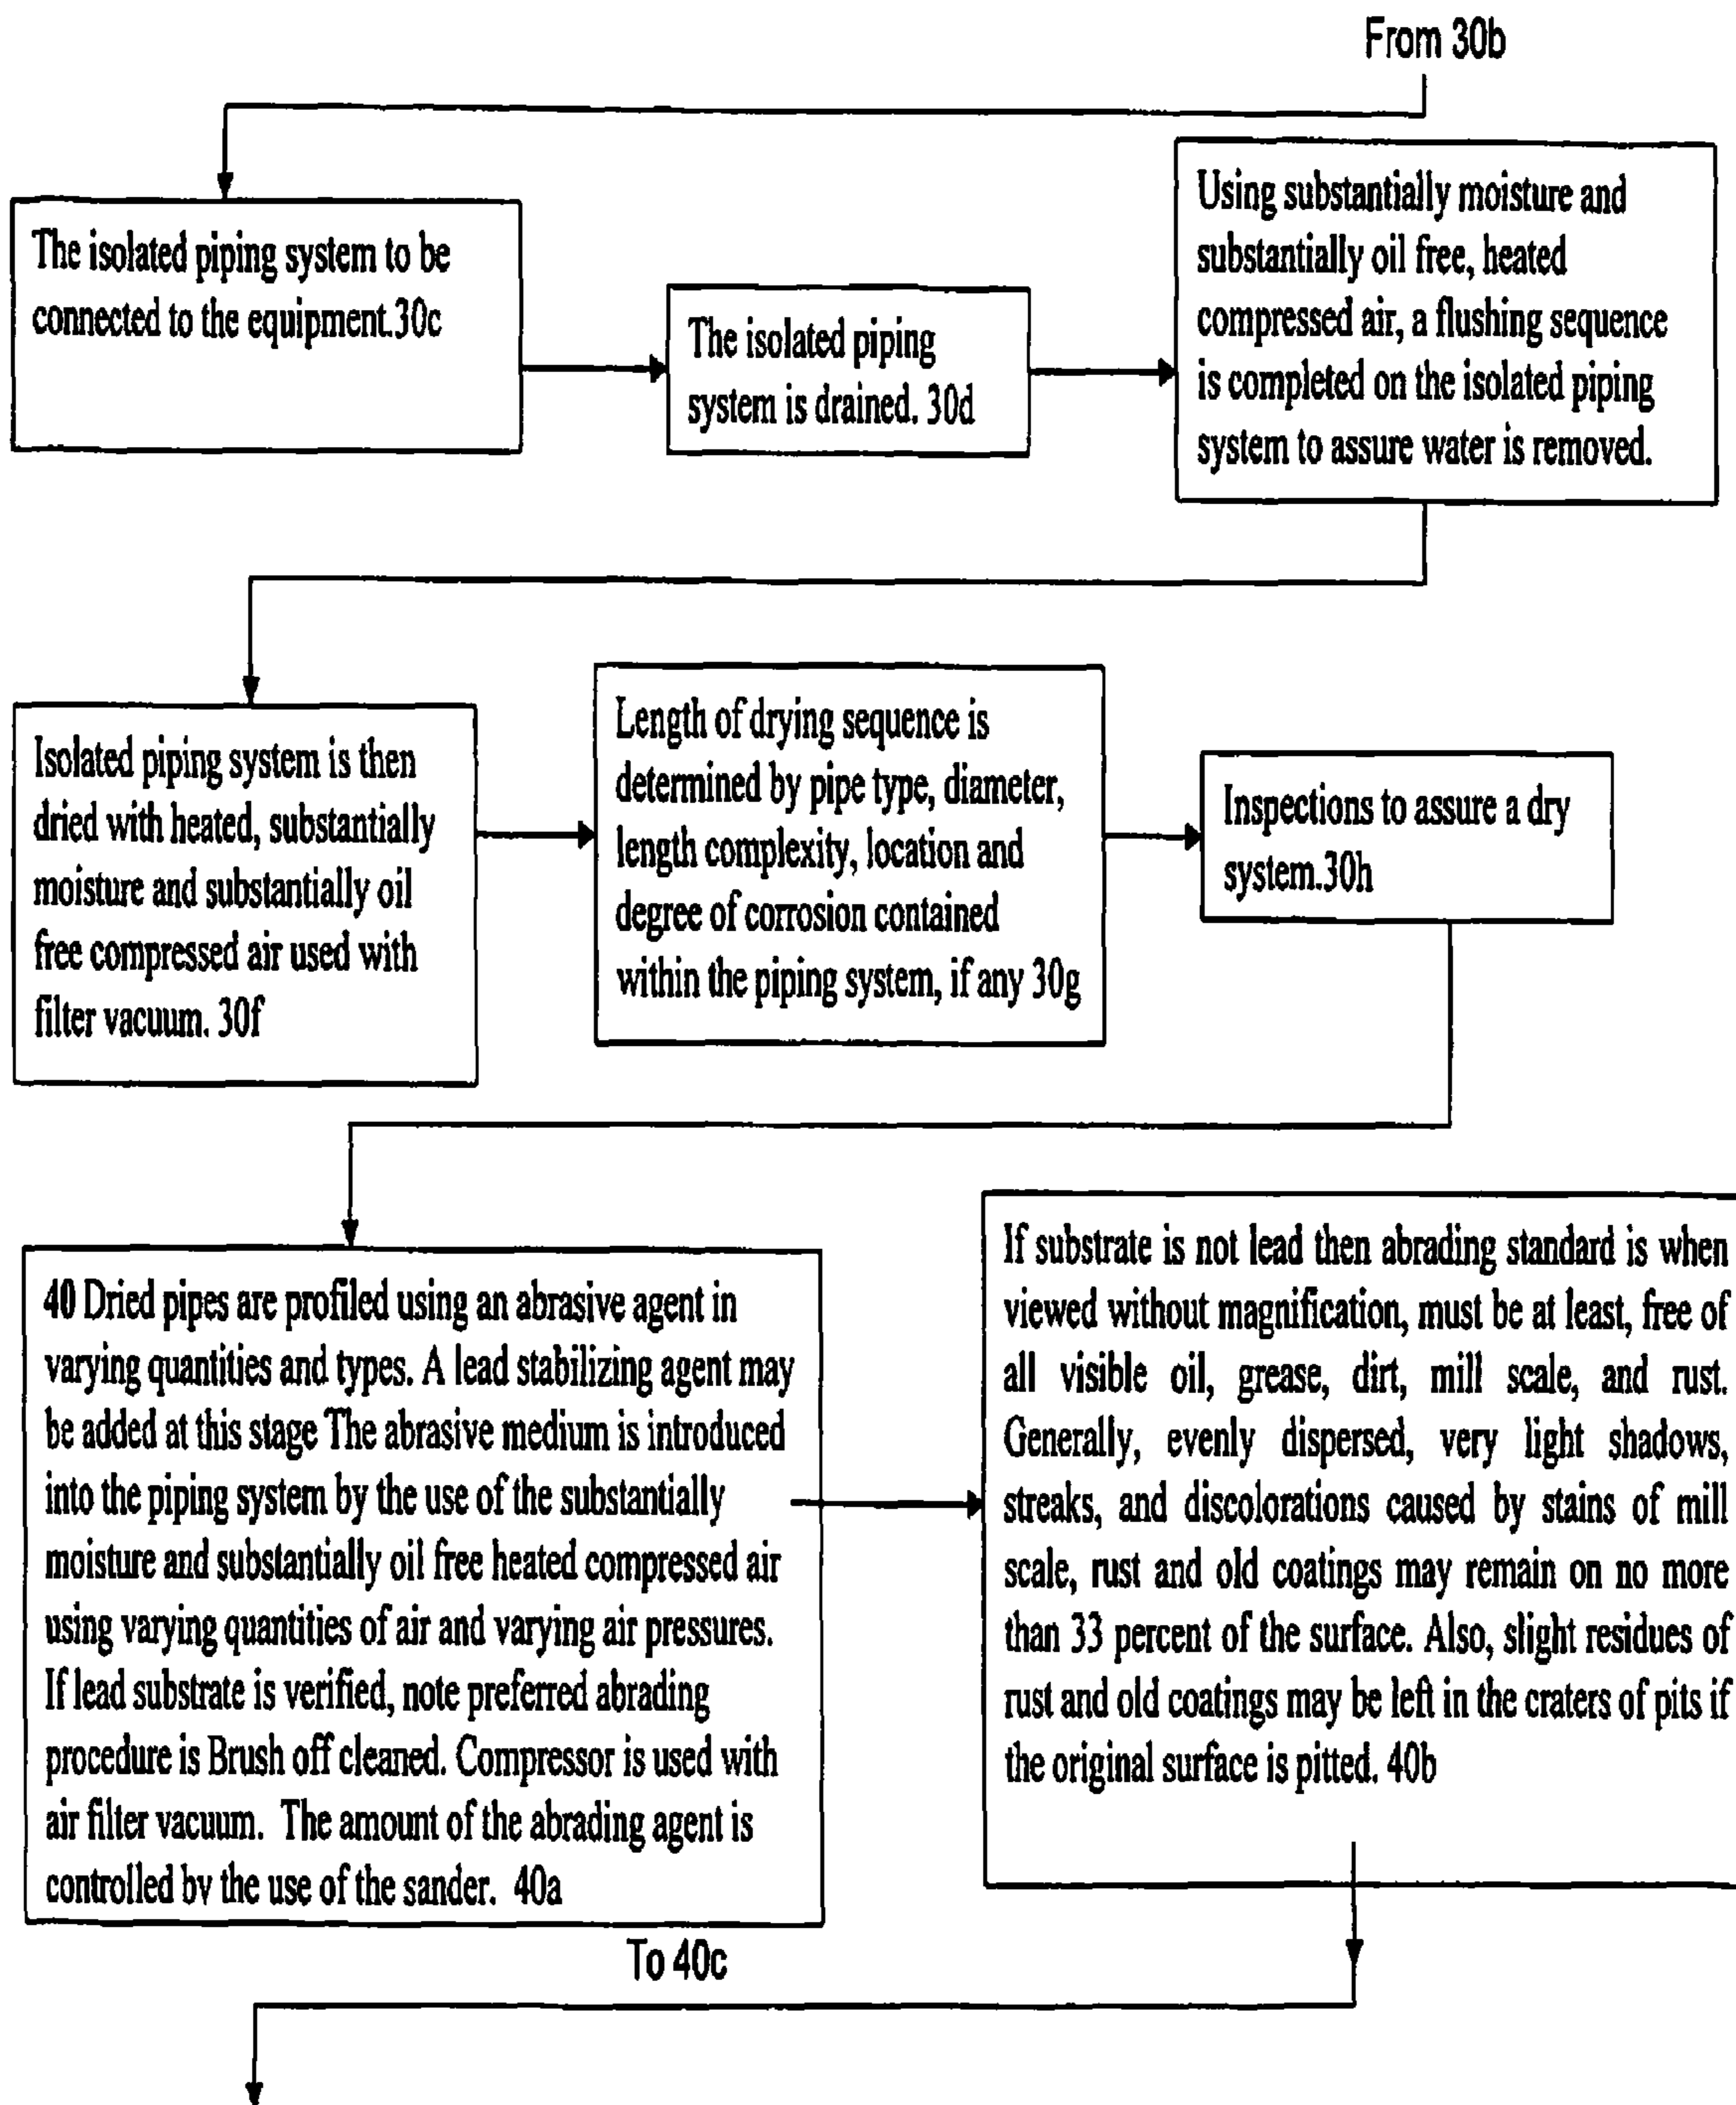 From 30b
The isolated piping system to be
connected to the equipment.30c
The isolated piping
system is drained. 30d
Using substantially moisture and
substantially oil free, heated
compressed air, a flushing sequence
is completed on the isolated piping
system to assure water is removed.
Isolated piping system is then
dried with heated, substantially
moisture and substantially oil
free compressed air used with
filter vacuum. 30f
Length of drying sequence is
determined by pipe type, diameter,
length complexity, location and
degree of corrosion contained
within the piping system, if any 30g
Inspections to assure a dry
system.30h
40 Dried pipes are profiled using an abrasive agent in
varying quantities and types. A lead stabilizing agent may
be added at this stage The abrasive medium is introduced
into the piping system by the use of the substantially
moisture and substantially oil free heated compressed air
using varying quantities of air and varying air pressures.
If lead substrate is verified, note preferred abrading
procedure is Brush off cleaned. Compressor is used with
air filter vacuum.  The amount of the abrading agent is
controlled by the use of the sander.  40a
If substrate is not lead then abrading standard is when
viewed without magnification, must be at least, free of
all visible oil, grease, dirt, mill scale, and rust.
Generally, evenly dispersed, very light shadows,
streaks, and discolorations caused by stains of mill
scale, rust and old coatings may remain on no more
than 33 percent of the surface. Also, slight residues of
rust and old coatings may be left in the craters of pits if
the original surface is pitted. 40b
To 40c